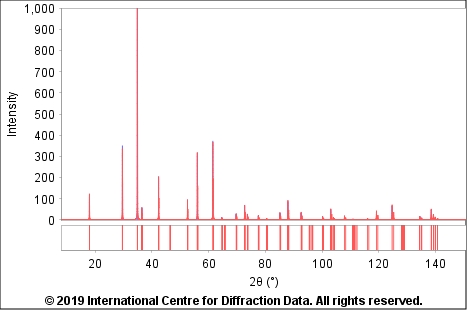 1,000
900
800
700
600
500
400
300
200
100
0
Intensity
20 40 60 80 100 120 140
2θ (°)
© 2019 International Centre for Diffraction Data. All rights reserved.